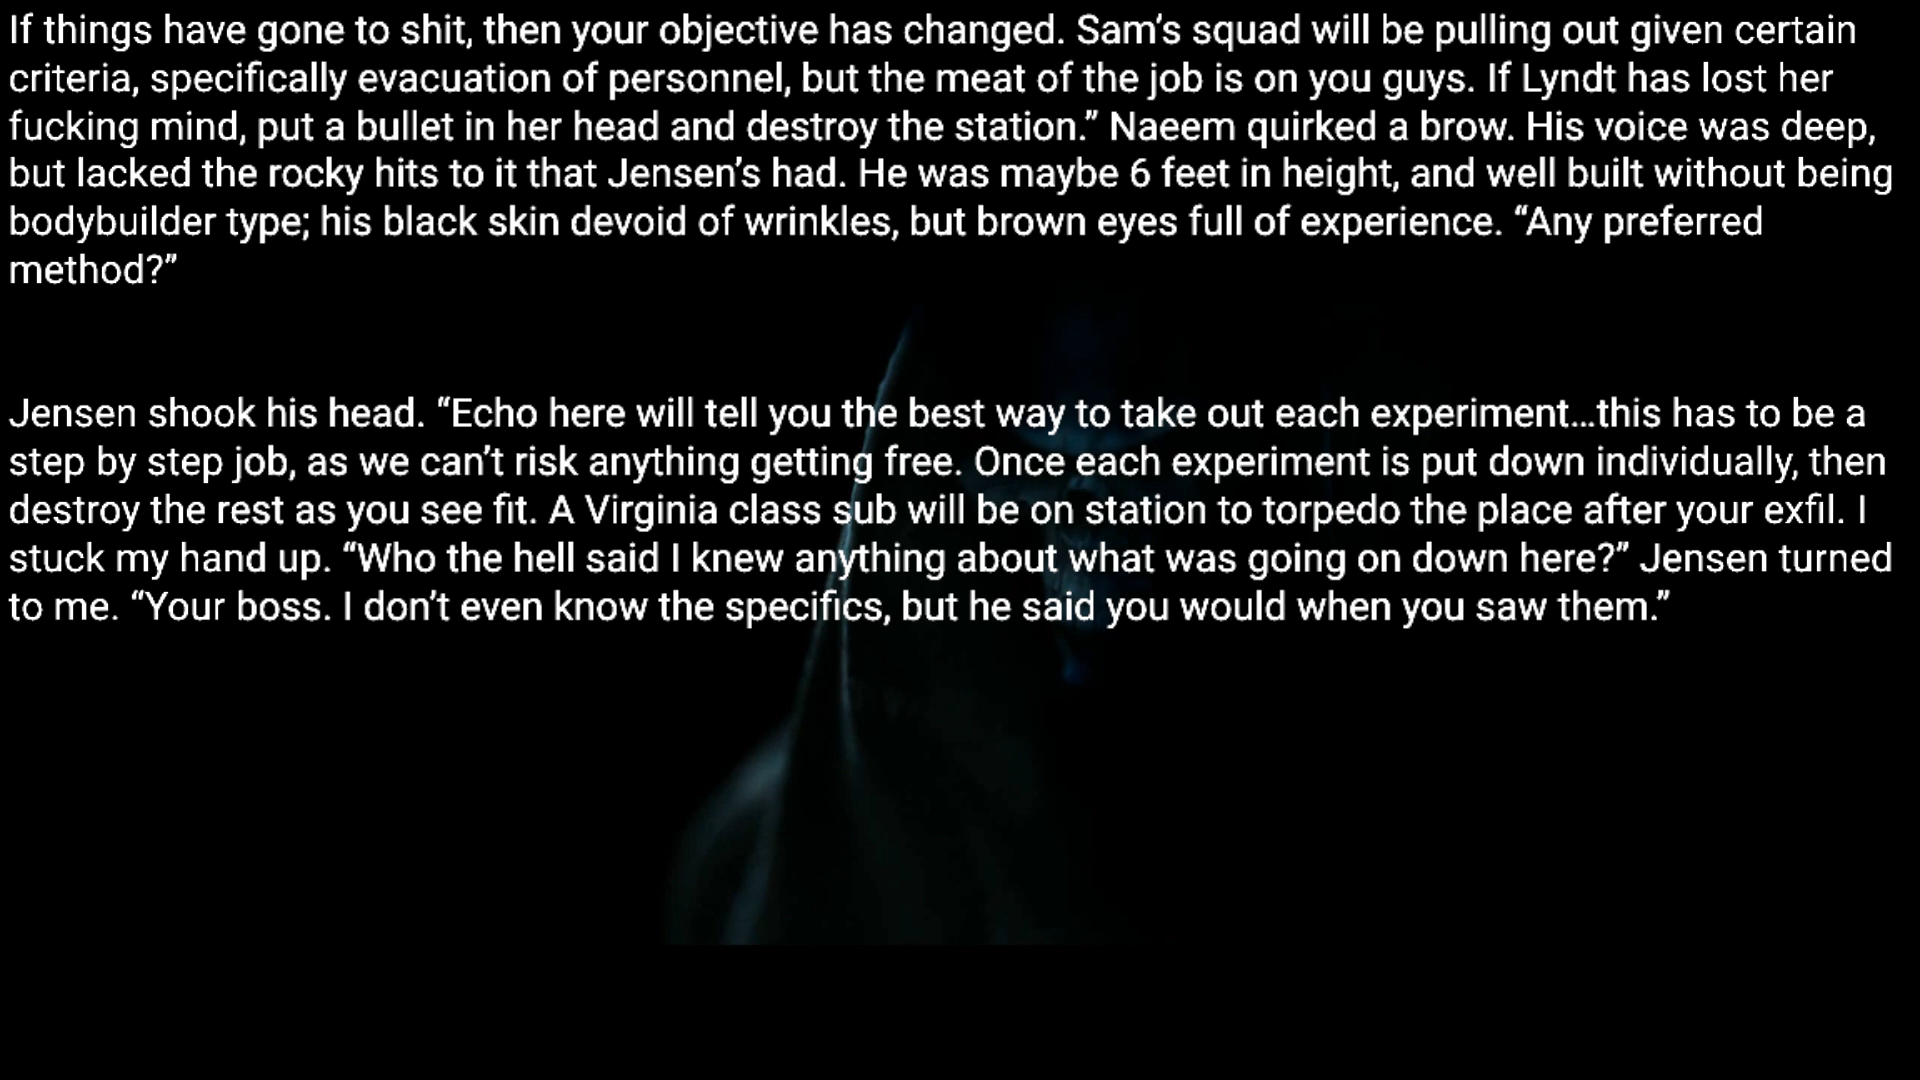 If things have gone to shit, then your objective has changed. Sam’s squad will be pulling out given certain
criteria, specifically evacuation of personnel, but the meat of the job is on you guys. If Lyndt has lost her
fucking mind, put a bullet in her head and destroy the station.” Naeem quirked a brow. His voice was deep,
but lacked the rocky hits to it that Jensen’s had. He was maybe 6 feet in height, and well built without being
bodybuilder type; his black skin devoid of wrinkles, but brown eyes full of experience. “Any preferred
method?”
Jensen shook his head. “Echo here will tell you the best way to take out each experiment…this has to be a
step by step job, as we can’t risk anything getting free. Once each experiment is put down individually, then
destroy the rest as you see fit. A Virginia class sub will be on station to torpedo the place after your exfil. I
stuck my hand up. “Who the hell said I knew anything about what was going on down here?” Jensen turned
to me. “Your boss. I don’t even know the specifics, but he said you would when you saw them.”